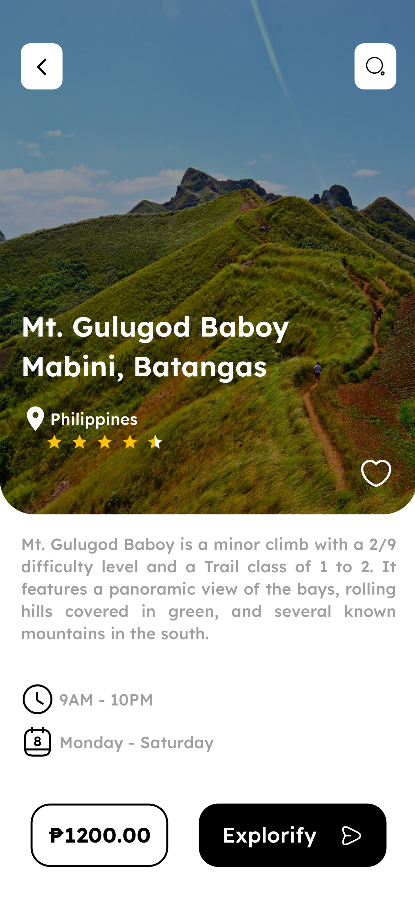 Mt. Gulugod Baboy
Mabini, Batangas
Philippines
Mt. Gulugod Baboy is a minor climb with a 2/9
difficulty level and a Trail class of 1 to 2. It
features a panoramic view of the bays, rolling
hills covered in green, and several known
mountains in the south.
9AM - 10PM
8
Monday - Saturday
₱1200.00
Explorify